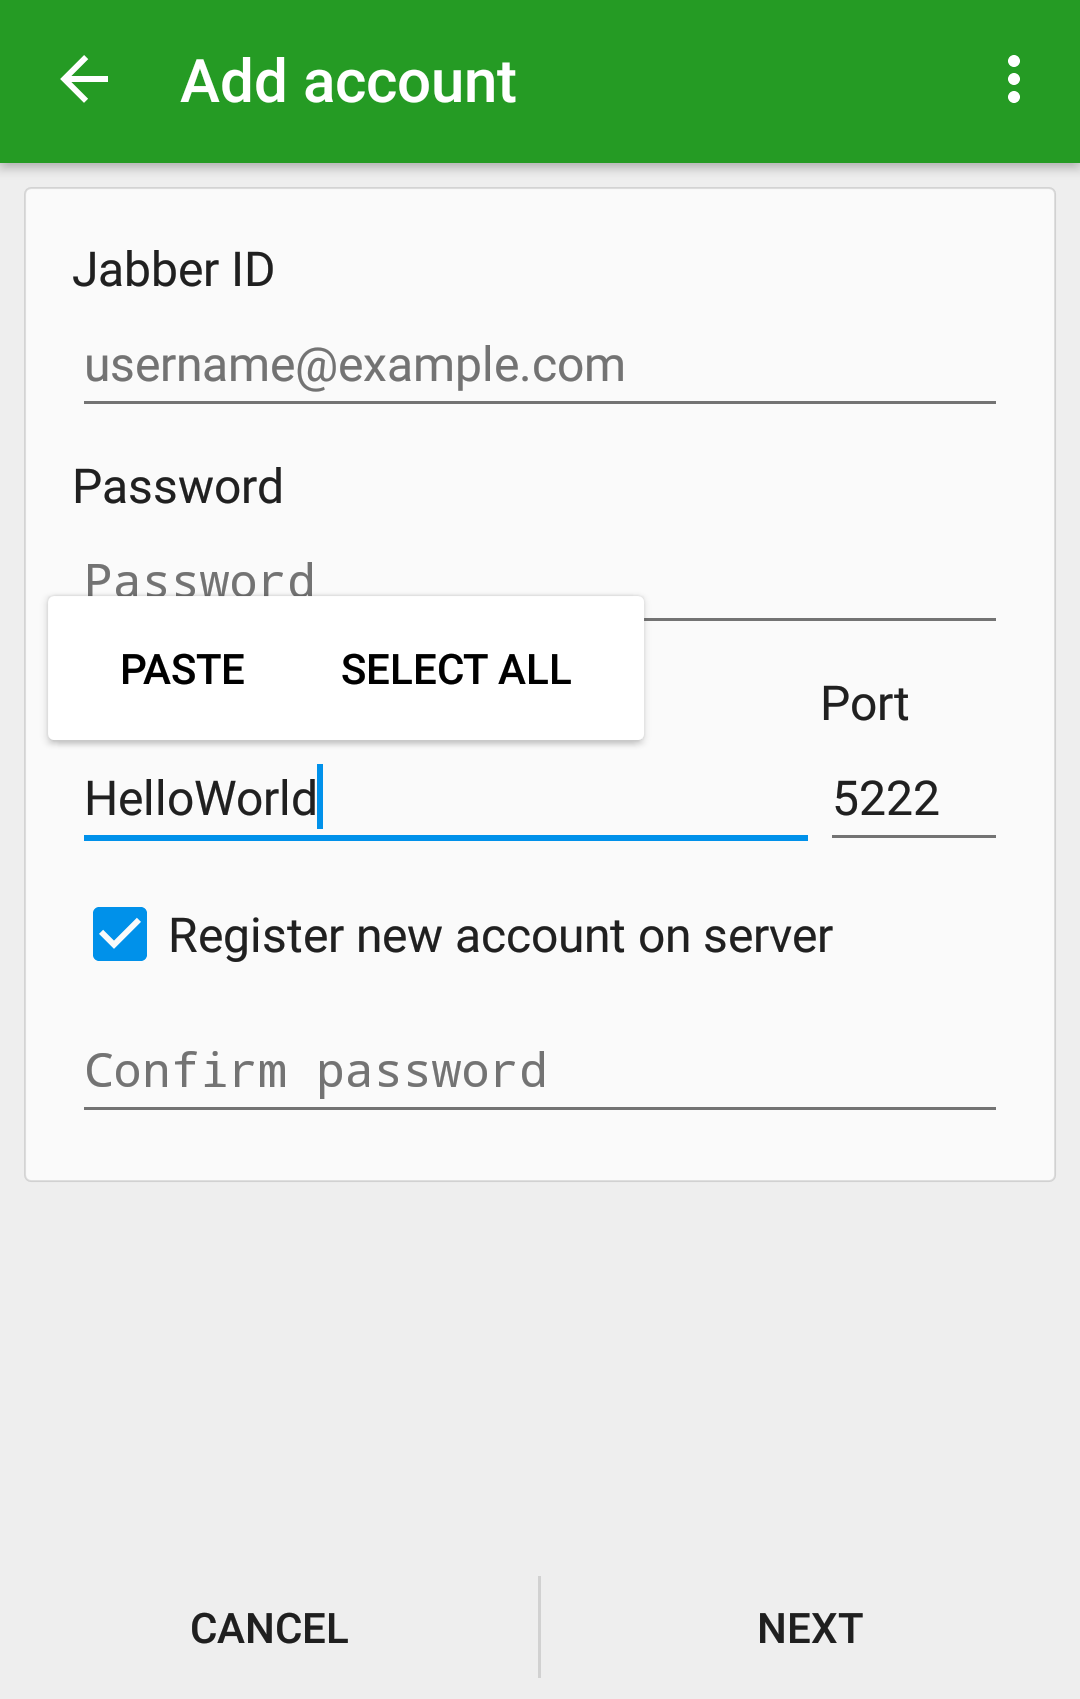 Add account
Jabber ID
username@example.com
Password
Password
PASTE SELECT ALL
Port
HelloWorld 5222
Register new account on server
Confirm password
CANCEL NEXT